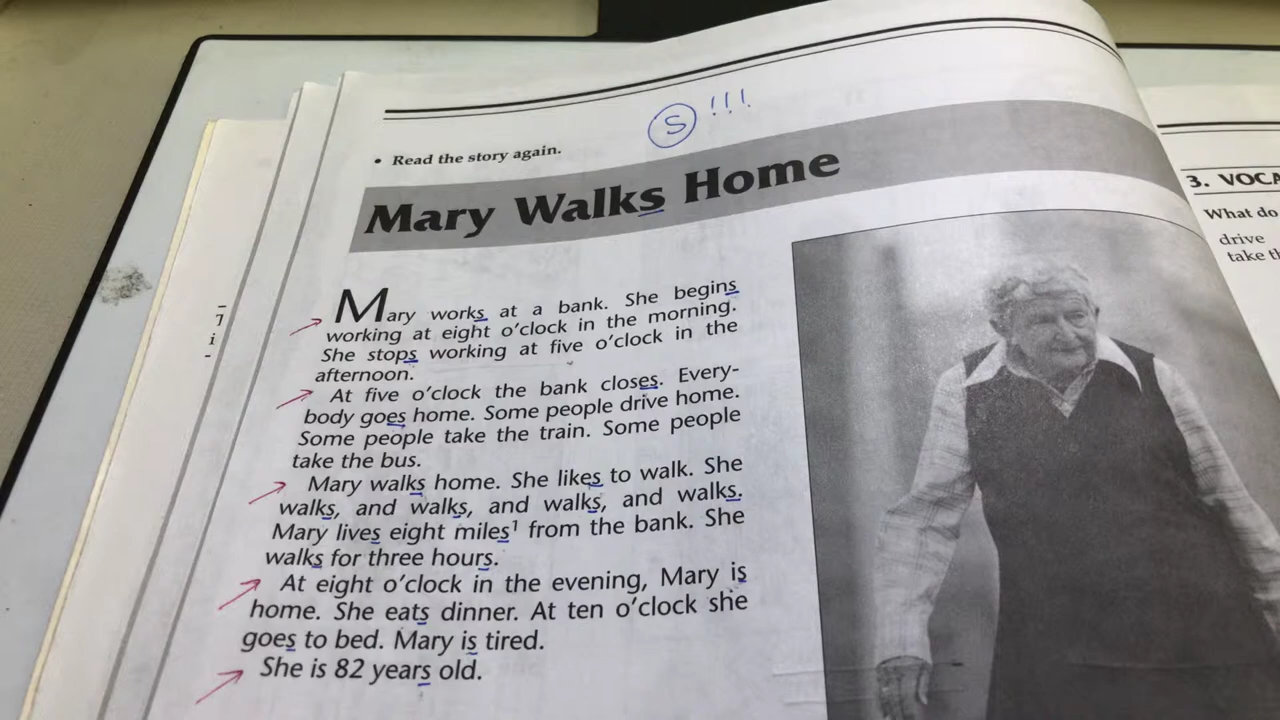 S !!!
• Read the story again.
Mary Walks Home
Mary works at a bank. She begins
working at eight o'clock in the morning.
She stops working at five o'clock in the
afternoon.
At five o'clock the bank closes. Every-
body goes home. Some people drive home.
Some people take the train. Some people
take the bus.
Mary walks home. She likes to walk. She
walks, and walks, and walks, and walks.
Mary lives eight miles¹ from the bank. She
walks for three hours.
At eight o'clock in the evening, Mary is
home. She eats dinner. At ten o'clock she
goes to bed. Mary is tired.
She is 82 years old.
3. VOCA
What do
drive
take